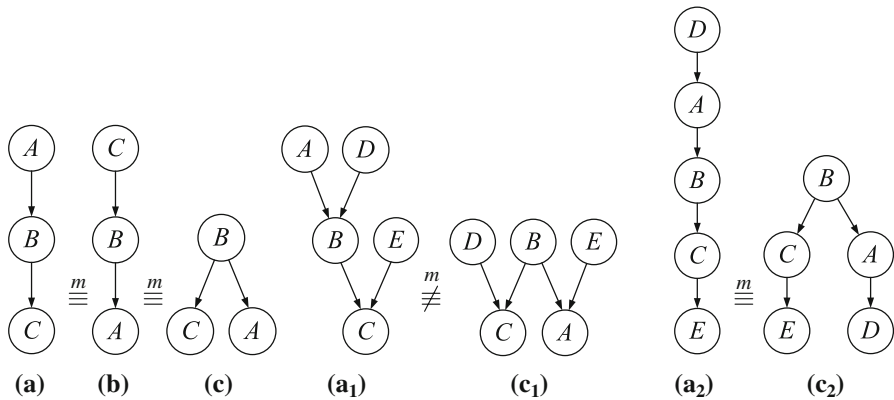 D
A C A D A
B B B B E D B E B C A
m m m̸ C m
C A C A C C A E E D
(a) (b) (c) (a₁) (c₁) (a₂) (c₂)